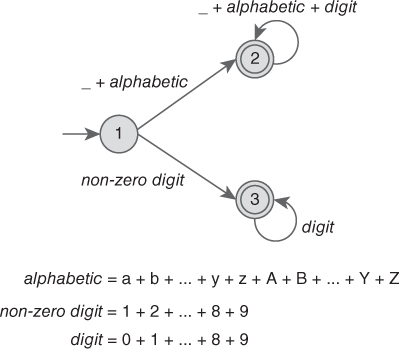 _ + alphabetic + digit
2
_ + alphabetic
1
non-zero digit
3
digit
alphabetic = a + b + ... + y + z + A + B + ... + Y + Z
non-zero digit = 1 + 2 + ... + 8 + 9
digit = 0 + 1 + ... + 8 + 9